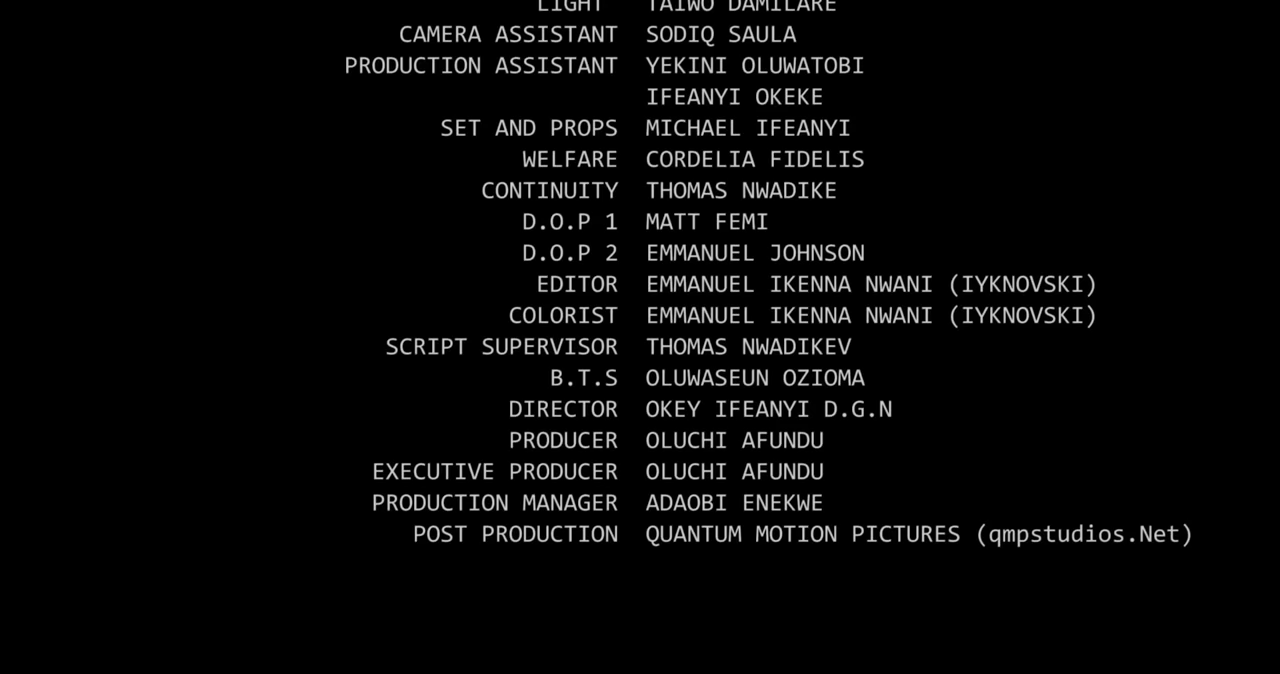 LIGHT TAIWO DAMILARE
CAMERA ASSISTANT SODIQ SAULA
PRODUCTION ASSISTANT YEKINI OLUWATOBI
IFEANYI OKEKE
SET AND PROPS MICHAEL IFEANYI
WELFARE CORDELIA FIDELIS
CONTINUITY THOMAS NWADIKE
D.O.P 1 MATT FEMI
D.O.P 2 EMMANUEL JOHNSON
EDITOR EMMANUEL IKENNA NWANI (IYKNOVSKI)
COLORIST EMMANUEL IKENNA NWANI (IYKNOVSKI)
SCRIPT SUPERVISOR THOMAS NWADIKEV
B.T.S OLUWASEUN OZIOMA
DIRECTOR OKEY IFEANYI D.G.N
PRODUCER OLUCHI AFUNDU
EXECUTIVE PRODUCER OLUCHI AFUNDU
PRODUCTION MANAGER ADAOBI ENEKWE
POST PRODUCTION QUANTUM MOTION PICTURES (qmpstudios.Net)